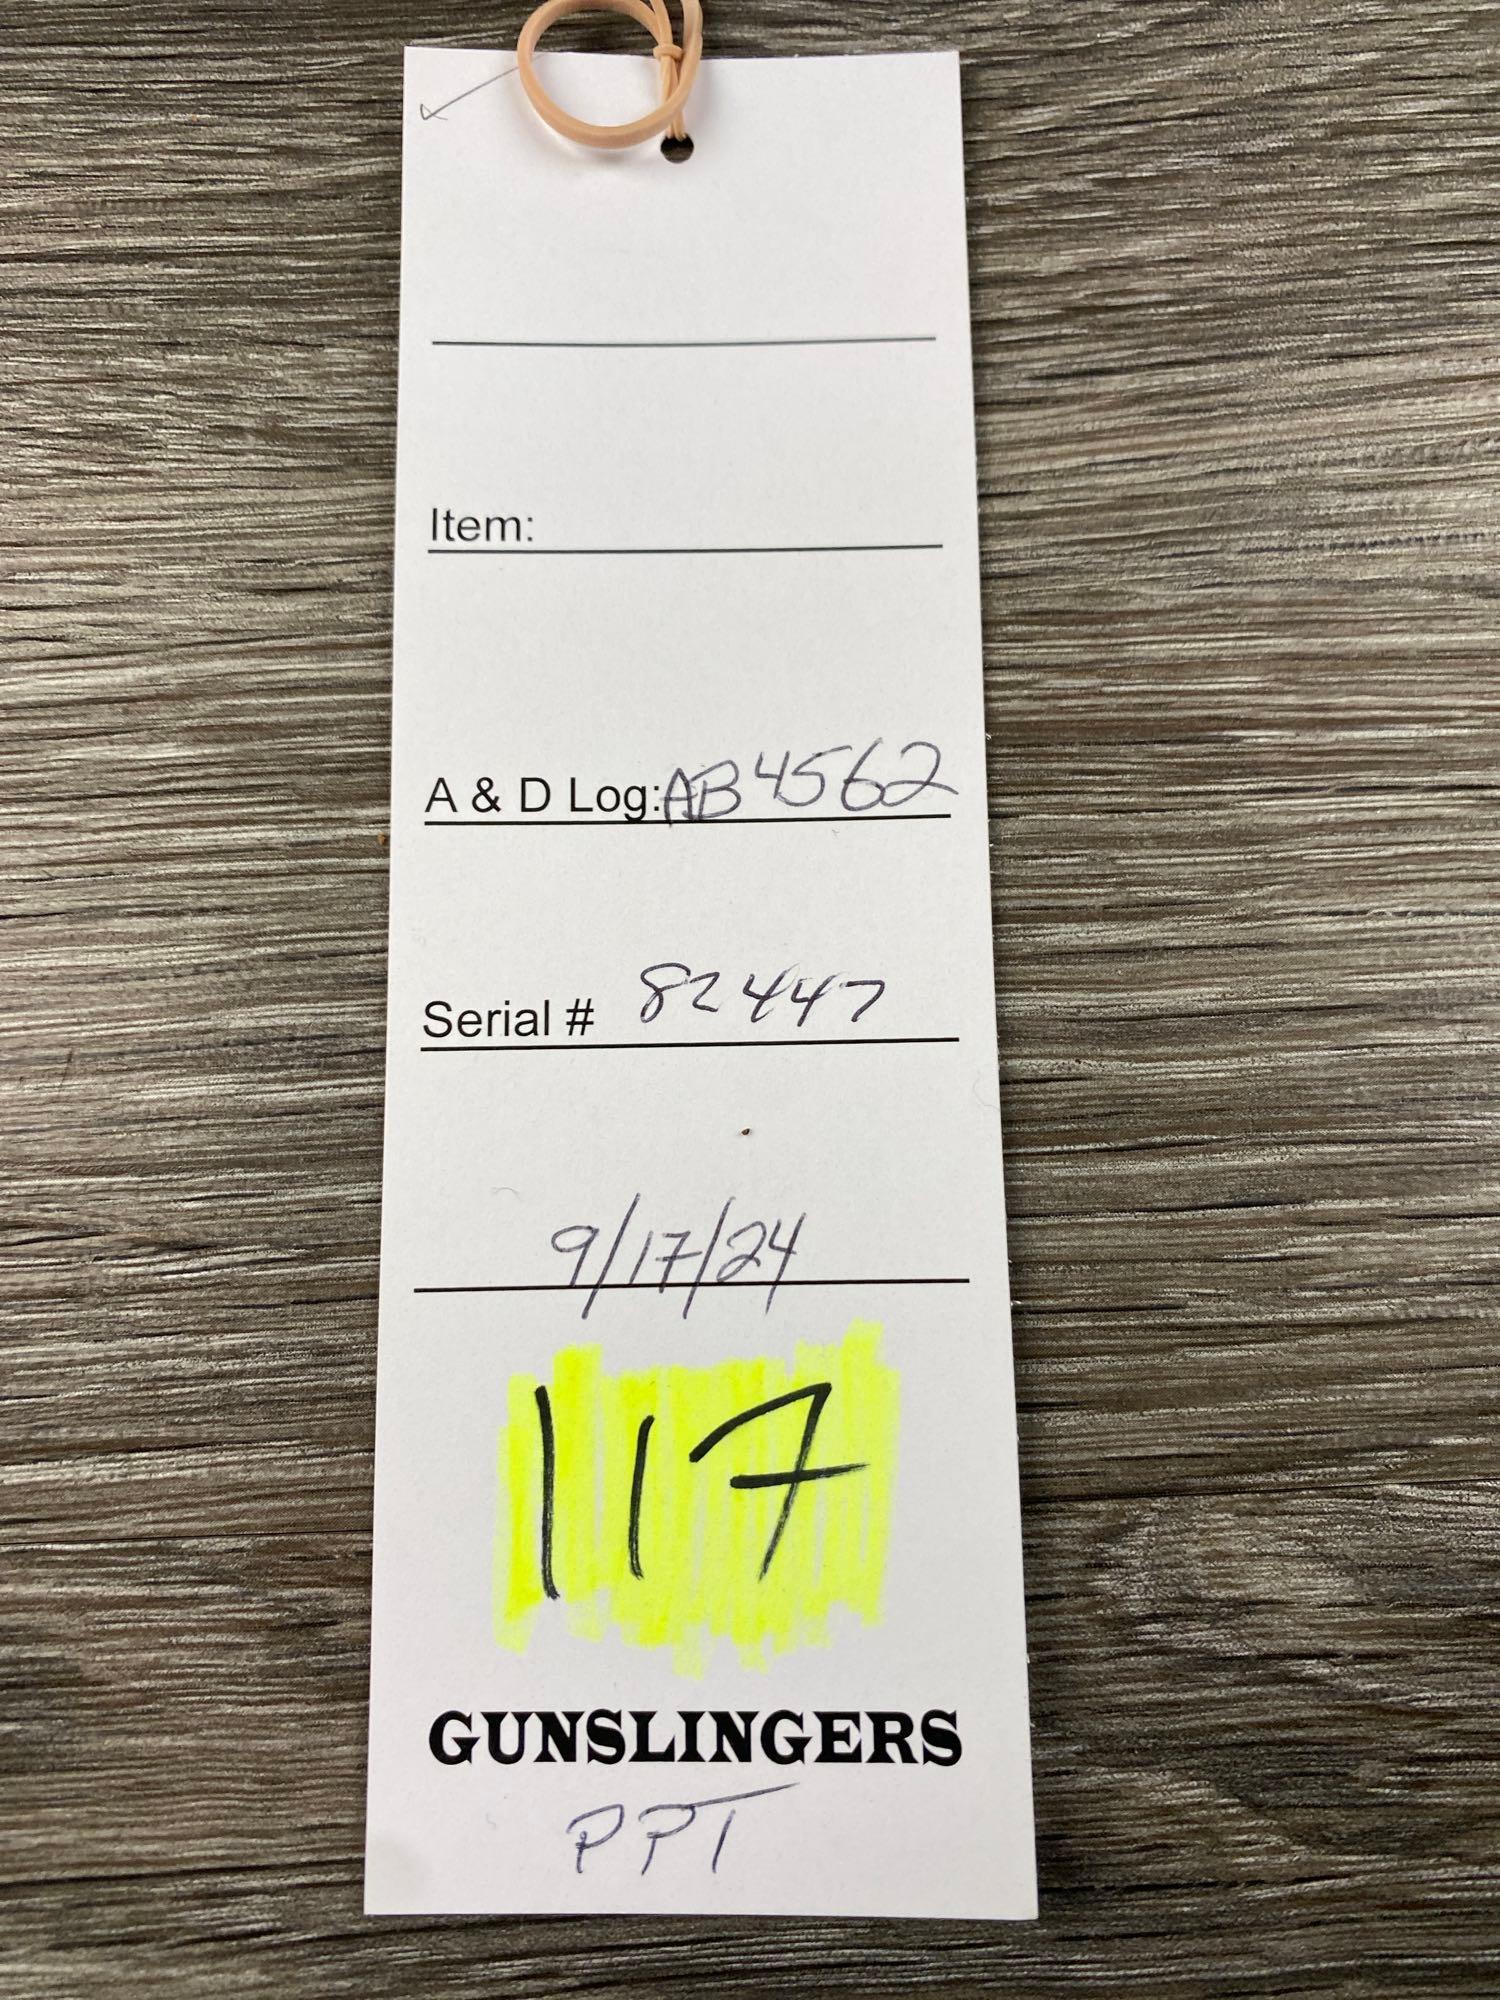 Item:
A & D Log: AB4562
Serial # 82447
9/17/24
117
GUNSLINGERS
PPT